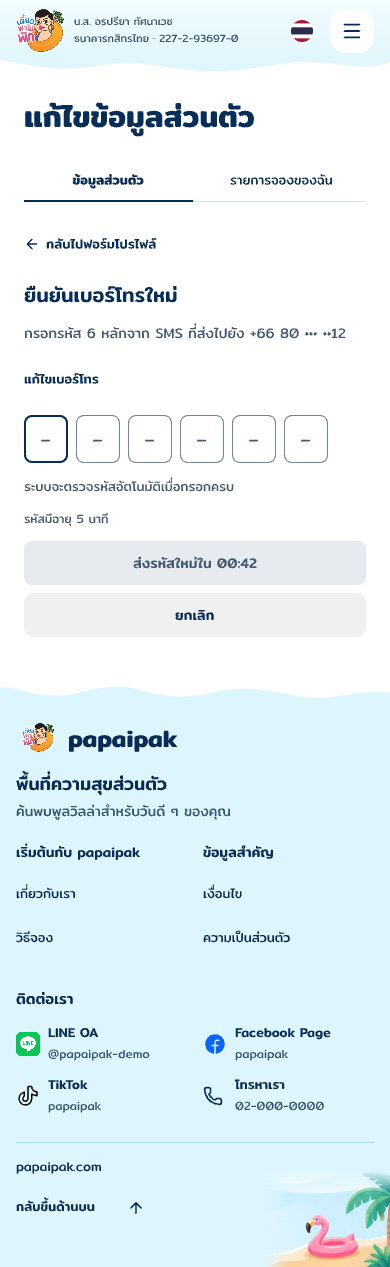 น.ส. อรปรียา ทัศนาเวช
ธนาคารกสิกรไทย · 227-2-93697-0
แก้ไขข้อมูลส่วนตัว
ข้อมูลส่วนตัว
รายการจองของฉัน
← กลับไปฟอร์มโปรไฟล์
ยืนยันเบอร์โทรใหม่
กรอกรหัส 6 หลักจาก SMS ที่ส่งไปยัง +66 80 ••• ••12
แก้ไขเบอร์โทร
– – – – – –
ระบบจะตรวจรหัสอัตโนมัติเมื่อกรอกครบ
รหัสมีอายุ 5 นาที
ส่งรหัสใหม่ใน 00:42
ยกเลิก
papaipak
พื้นที่ความสุขส่วนตัว
ค้นพบพูลวิลล่าสำหรับวันดี ๆ ของคุณ
เริ่มต้นกับ papaipak
ข้อมูลสำคัญ
เกี่ยวกับเรา
เงื่อนไข
วิธีจอง
ความเป็นส่วนตัว
ติดต่อเรา
LINE OA
@papaipak-demo
Facebook Page
papaipak
TikTok
papaipak
โทรหาเรา
02-000-0000
papaipak.com
กลับขึ้นด้านบน ↑